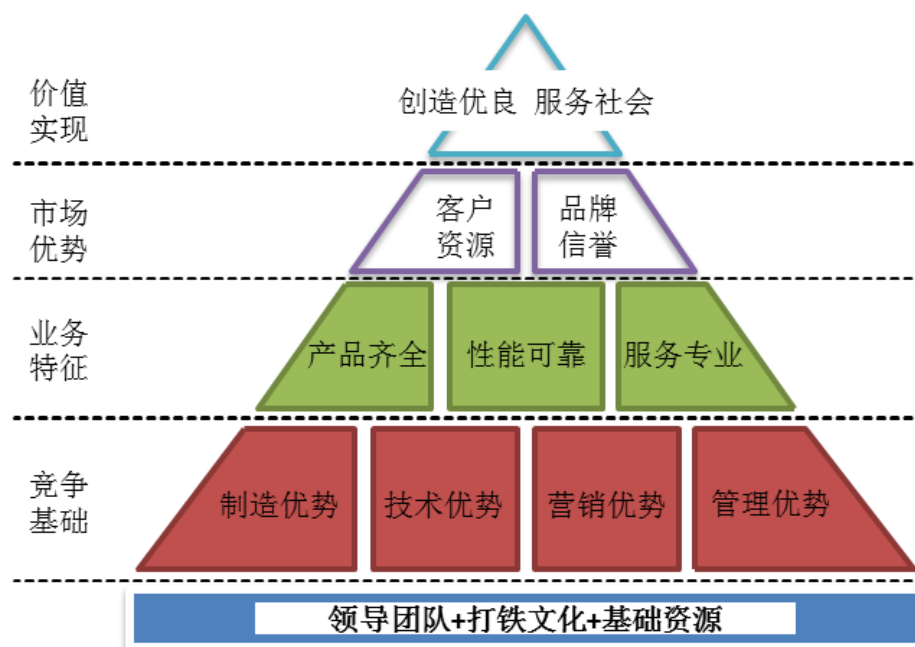 价值
实现
创造优良 服务社会
市场
优势
客户
资源
品牌
信誉
业务
特征
产品齐全
性能可靠
服务专业
竞争
基础
制造优势
技术优势
营销优势
管理优势
领导团队+打铁文化+基础资源